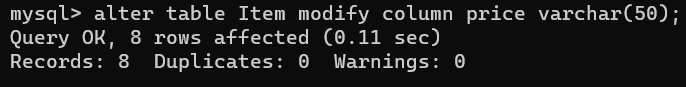 mysql> alter table Item modify column price varchar(50);
Query OK, 8 rows affected (0.11 sec)
Records: 8  Duplicates: 0  Warnings: 0